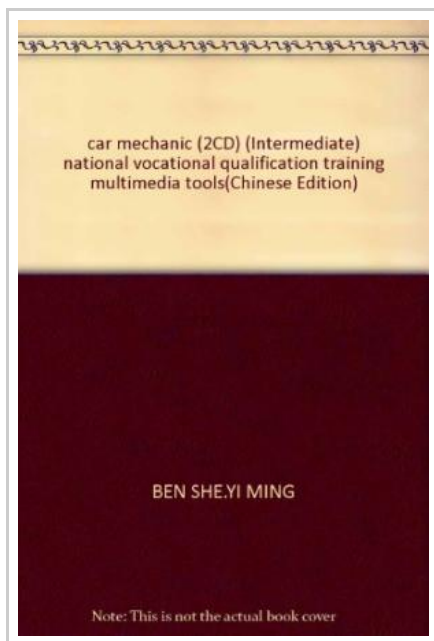 car mechanic (2CD) (Intermediate)
national vocational qualification training
multimedia tools(Chinese Edition)
BEN SHE.YI MING
Note: This is not the actual book cover